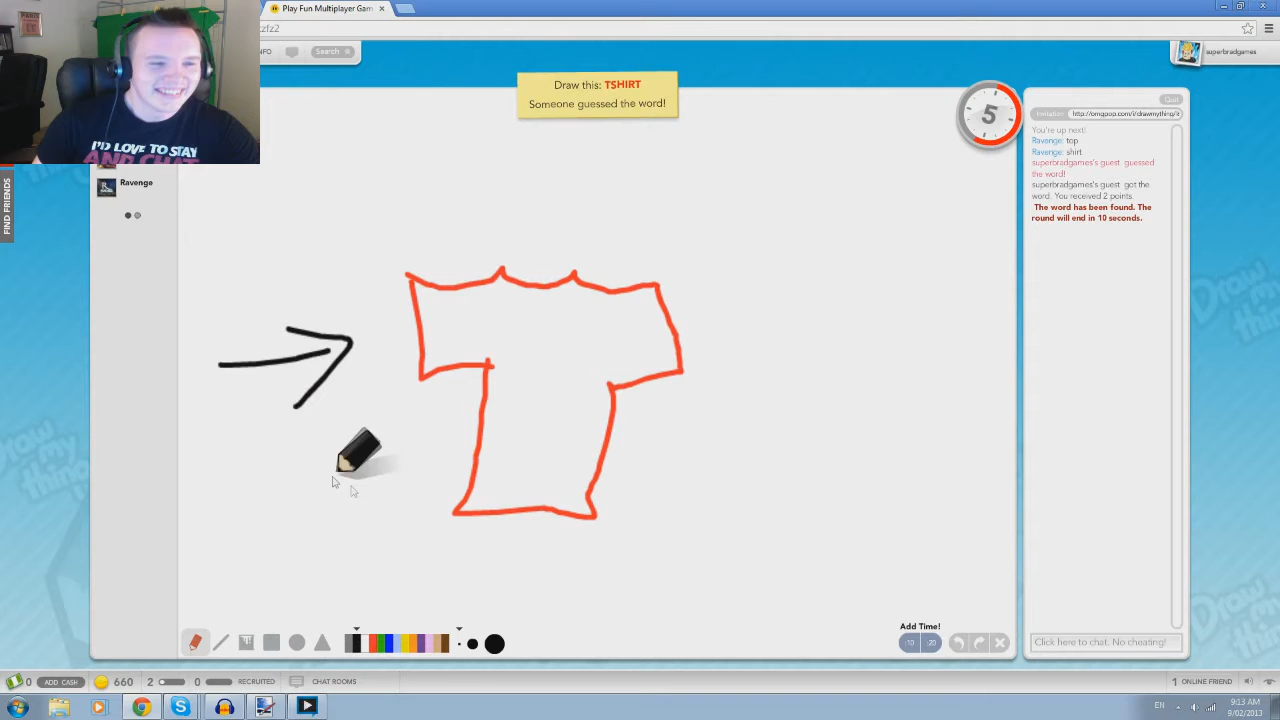 Play Fun Multiplayer Gam
zfz2
NFO
Search
superbradgames
I'D LOVE TO STAY
AND CHAT
Draw this: TSHIRT
Someone guessed the word!
5
Quit
Invitation
http://omgpop.com/i/drawmything/
You're up next:
Ravenge: top
Ravenge: shirt
superbradgames's guest guessed
the word!
superbradgames's guest got the
word. You received 2 points.
The word has been found. The
round will end in 10 seconds.
Ravenge
FIND FRIENDS
Add Time!
+10
+20
Click here to chat. No cheating!
0
ADD CASH
660
2
0
RECRUITED
CHAT ROOMS
1 ONLINE FRIEND
EN
9:13 AM
9/02/2013